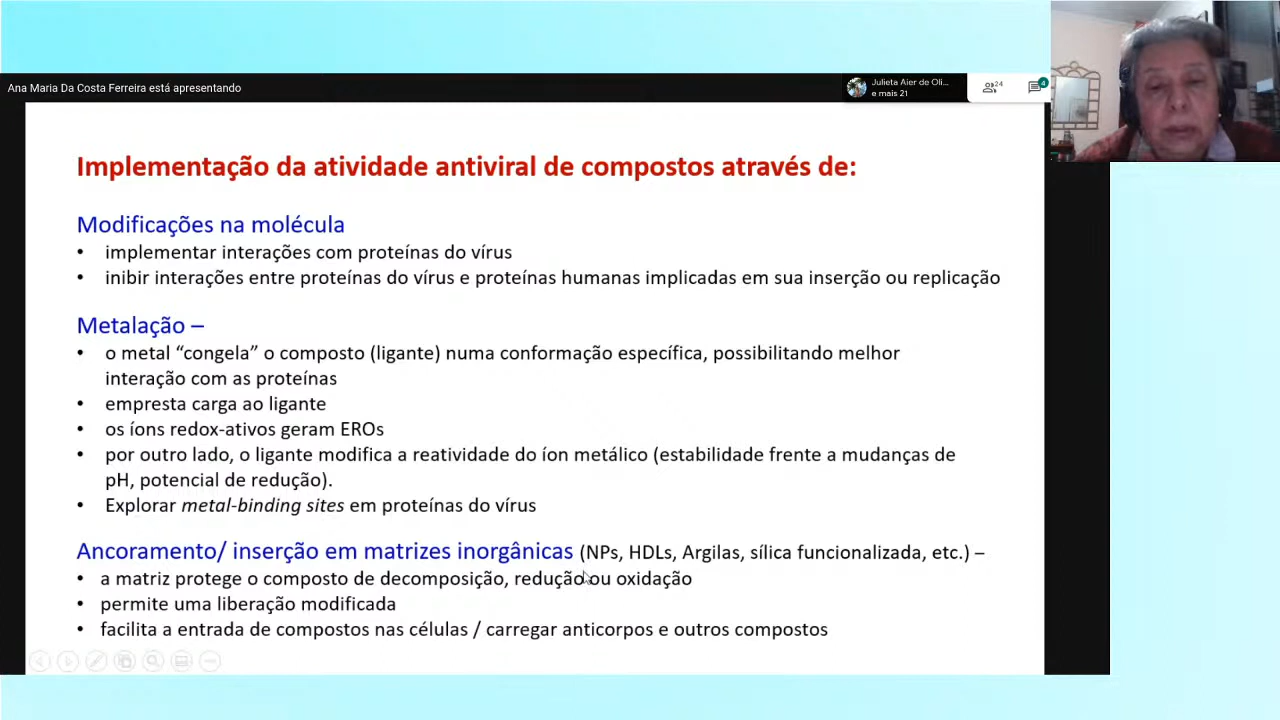 Ana Maria Da Costa Ferreira está apresentando
Julieta Aier de Oli...
e mais 21
24
4
Implementação da atividade antiviral de compostos através de:
Modificações na molécula
• implementar interações com proteínas do vírus
• inibir interações entre proteínas do vírus e proteínas humanas implicadas em sua inserção ou replicação
Metalação –
• o metal “congela” o composto (ligante) numa conformação específica, possibilitando melhor
interação com as proteínas
• empresta carga ao ligante
• os íons redox-ativos geram EROs
• por outro lado, o ligante modifica a reatividade do íon metálico (estabilidade frente a mudanças de
pH, potencial de redução).
• Explorar metal-binding sites em proteínas do vírus
Ancoramento/ inserção em matrizes inorgânicas (NPs, HDLs, Argilas, sílica funcionalizada, etc.) –
• a matriz protege o composto de decomposição, redução ou oxidação
• permite uma liberação modificada
• facilita a entrada de compostos nas células / carregar anticorpos e outros compostos